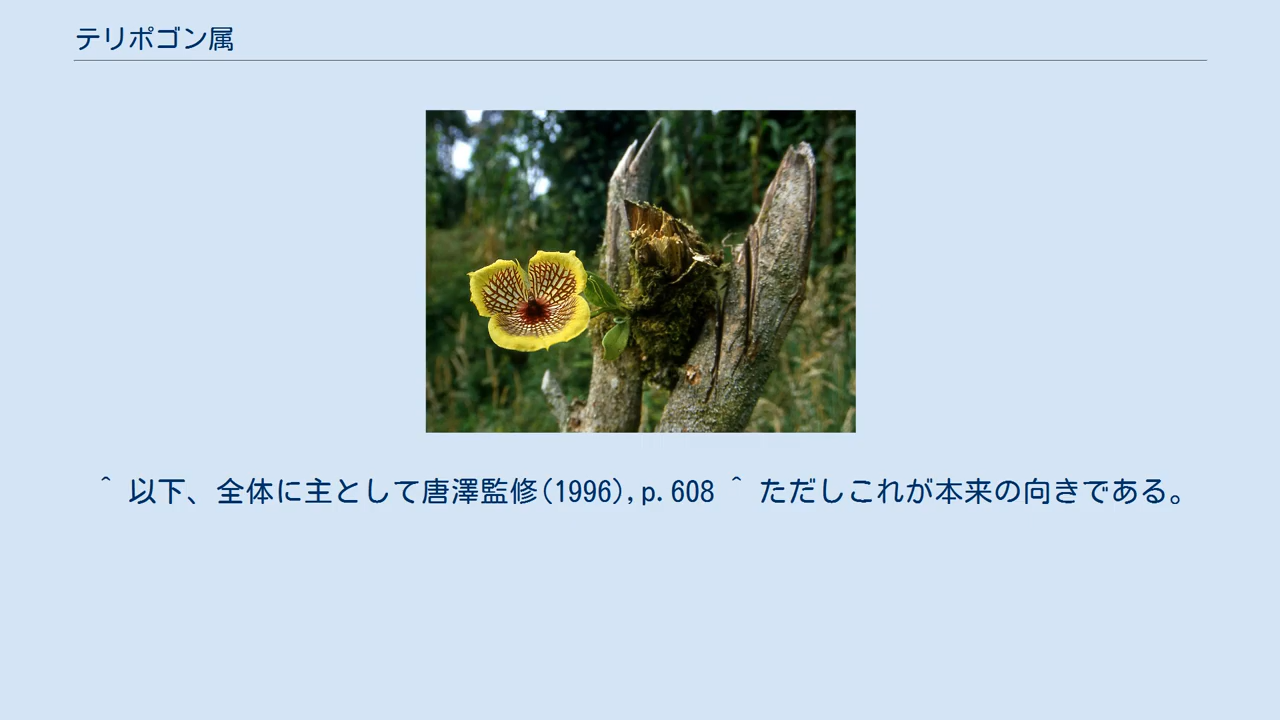 テリポゴン属
^ 以下、全体に主として唐澤監修(1996),p.608 ^ ただしこれが本来の向きである。